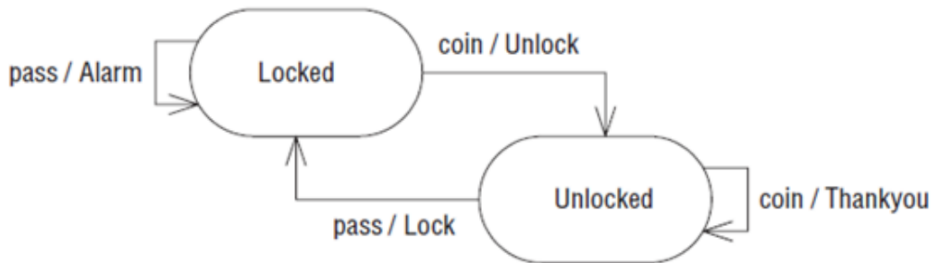 coin / Unlock
pass / Alarm
Locked
Unlocked
coin / Thankyou
pass / Lock